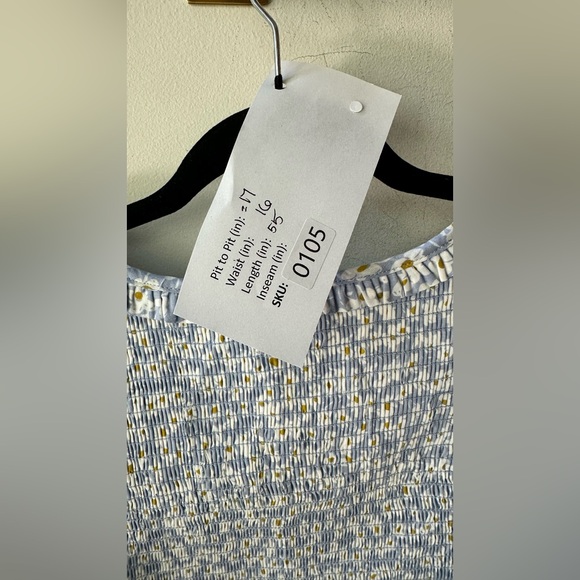 Pit to Pit (in): =17
Waist (in): 16
Length (in): 55
Inseam (in):
SKU: 0105